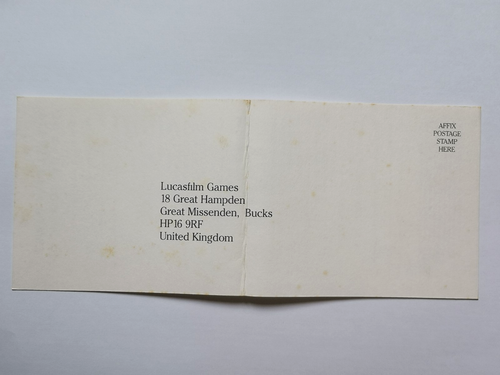 AFFIX
POSTAGE
STAMP
HERE
Lucasfilm Games
18 Great Hampden
Great Missenden, Bucks
HP16 9RF
United Kingdom